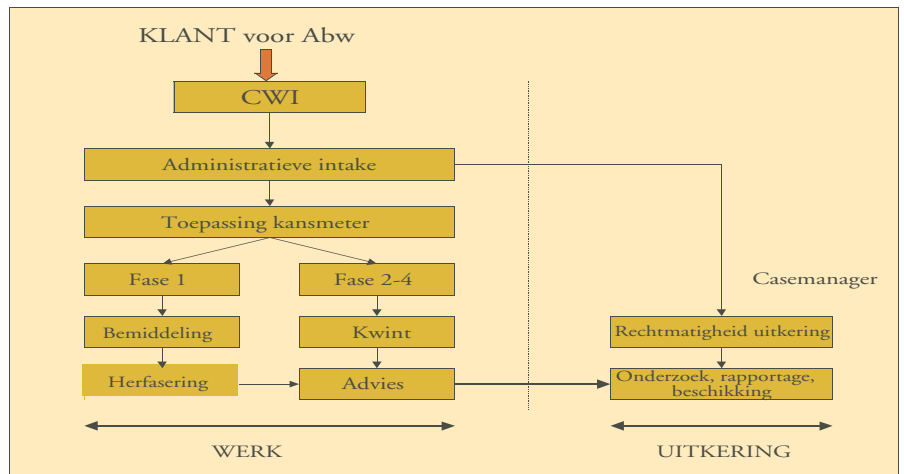 KLANT voor Abw
CWI
Administratieve intake
Toepassing kansmeter
Fase 1
Fase 2-4
Casemanager
Bemiddeling
Kwint
Rechtmatigheid uitkering
Herfasering
Advies
Onderzoek, rapportage,
beschikking
WERK
UITKERING